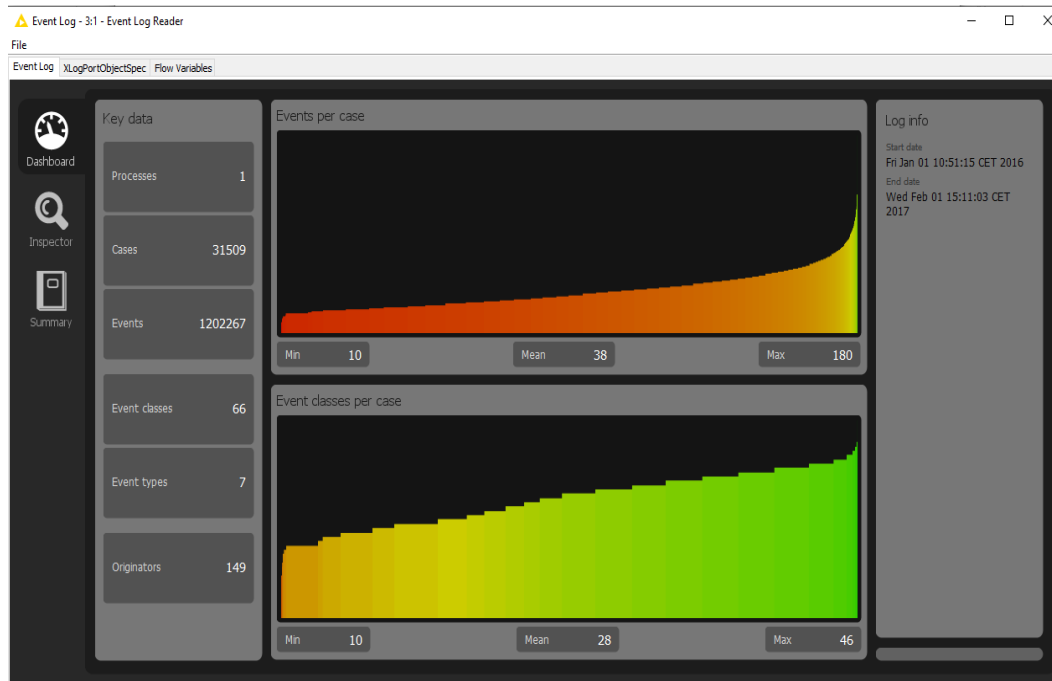 Event Log - 3:1 - Event Log Reader
File
Event Log XLogPortObjectSpec Flow Variables
Dashboard
Inspector
Summary
Key data
Processes 1
Cases 31509
Events 1202267
Event classes 66
Event types 7
Originators 149
Events per case
Min 10 Mean 38 Max 180
Event classes per case
Min 10 Mean 28 Max 46
Log info
Start date
Fri Jan 01 10:51:15 CET 2016
End date
Wed Feb 01 15:11:03 CET
2017